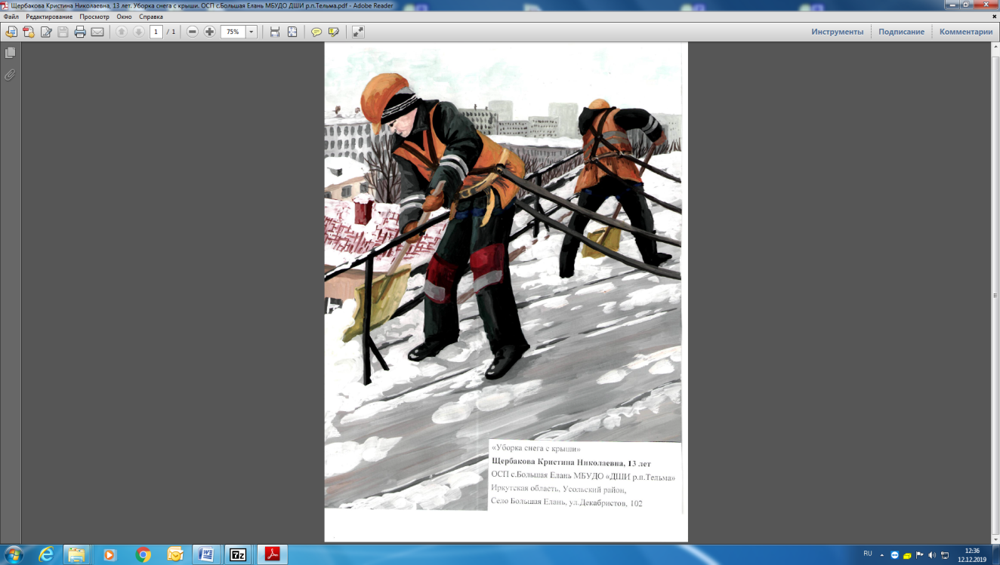 Щербакова Кристина Николаевна, 13 лет. Уборка снега с крыши. ОСП с.Большая Елань МБУДО ДШИ р.п.Тельма.pdf - Adobe Reader
Файл Редактирование Просмотр Окно Справка
1 / 1 75% Инструменты Подписание Комментарии
«Уборка снега с крыши»
Щербакова Кристина Николаевна, 13 лет
ОСП с.Большая Елань МБУДО «ДШИ р.п.Тельма»
Иркутская область, Усольский район,
Село Большая Елань, ул.Декабристов, 102
RU 12:36
12.12.2019